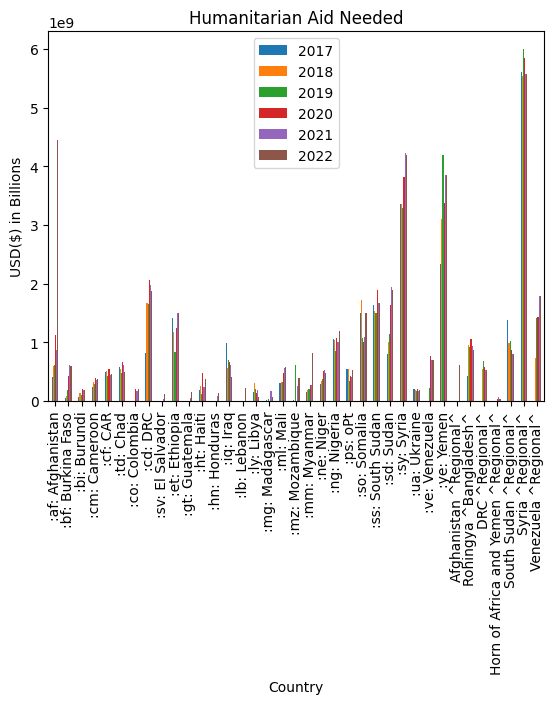 Humanitarian Aid Needed
1e9
6
5
4
3
2
1
0
USD($) in Billions
2017
2018
2019
2020
2021
2022
:af: Afghanistan
:bf: Burkina Faso
:bi: Burundi
:cm: Cameroon
:cf: CAR
:td: Chad
:co: Colombia
:cd: DRC
:sv: El Salvador
:et: Ethiopia
:gt: Guatemala
:ht: Haiti
:hn: Honduras
:iq: Iraq
:lb: Lebanon
:ly: Libya
:mg: Madagascar
:ml: Mali
:mz: Mozambique
:mm: Myanmar
:ne: Niger
:ng: Nigeria
:ps: oPt
:so: Somalia
:ss: South Sudan
:sd: Sudan
:sy: Syria
:ua: Ukraine
:ve: Venezuela
:ye: Yemen
Afghanistan ^Regional^
Rohingya ^Bangladesh^
DRC ^Regional^
Horn of Africa and Yemen ^Regional^
South Sudan ^Regional^
Syria ^Regional^
Venezuela ^Regional^
Country